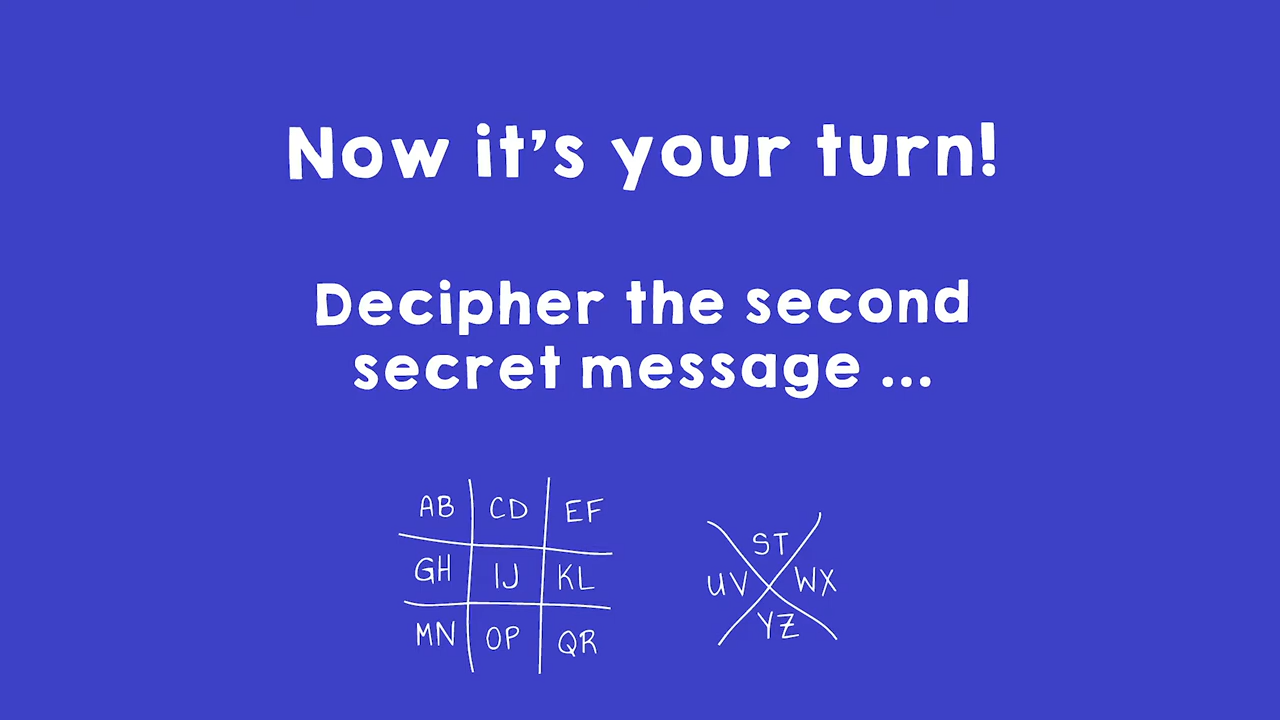 Now it's your turn!
Decipher the second
secret message ...
AB CD EF
GH IJ KL
MN OP QR
ST
UV WX
YZ